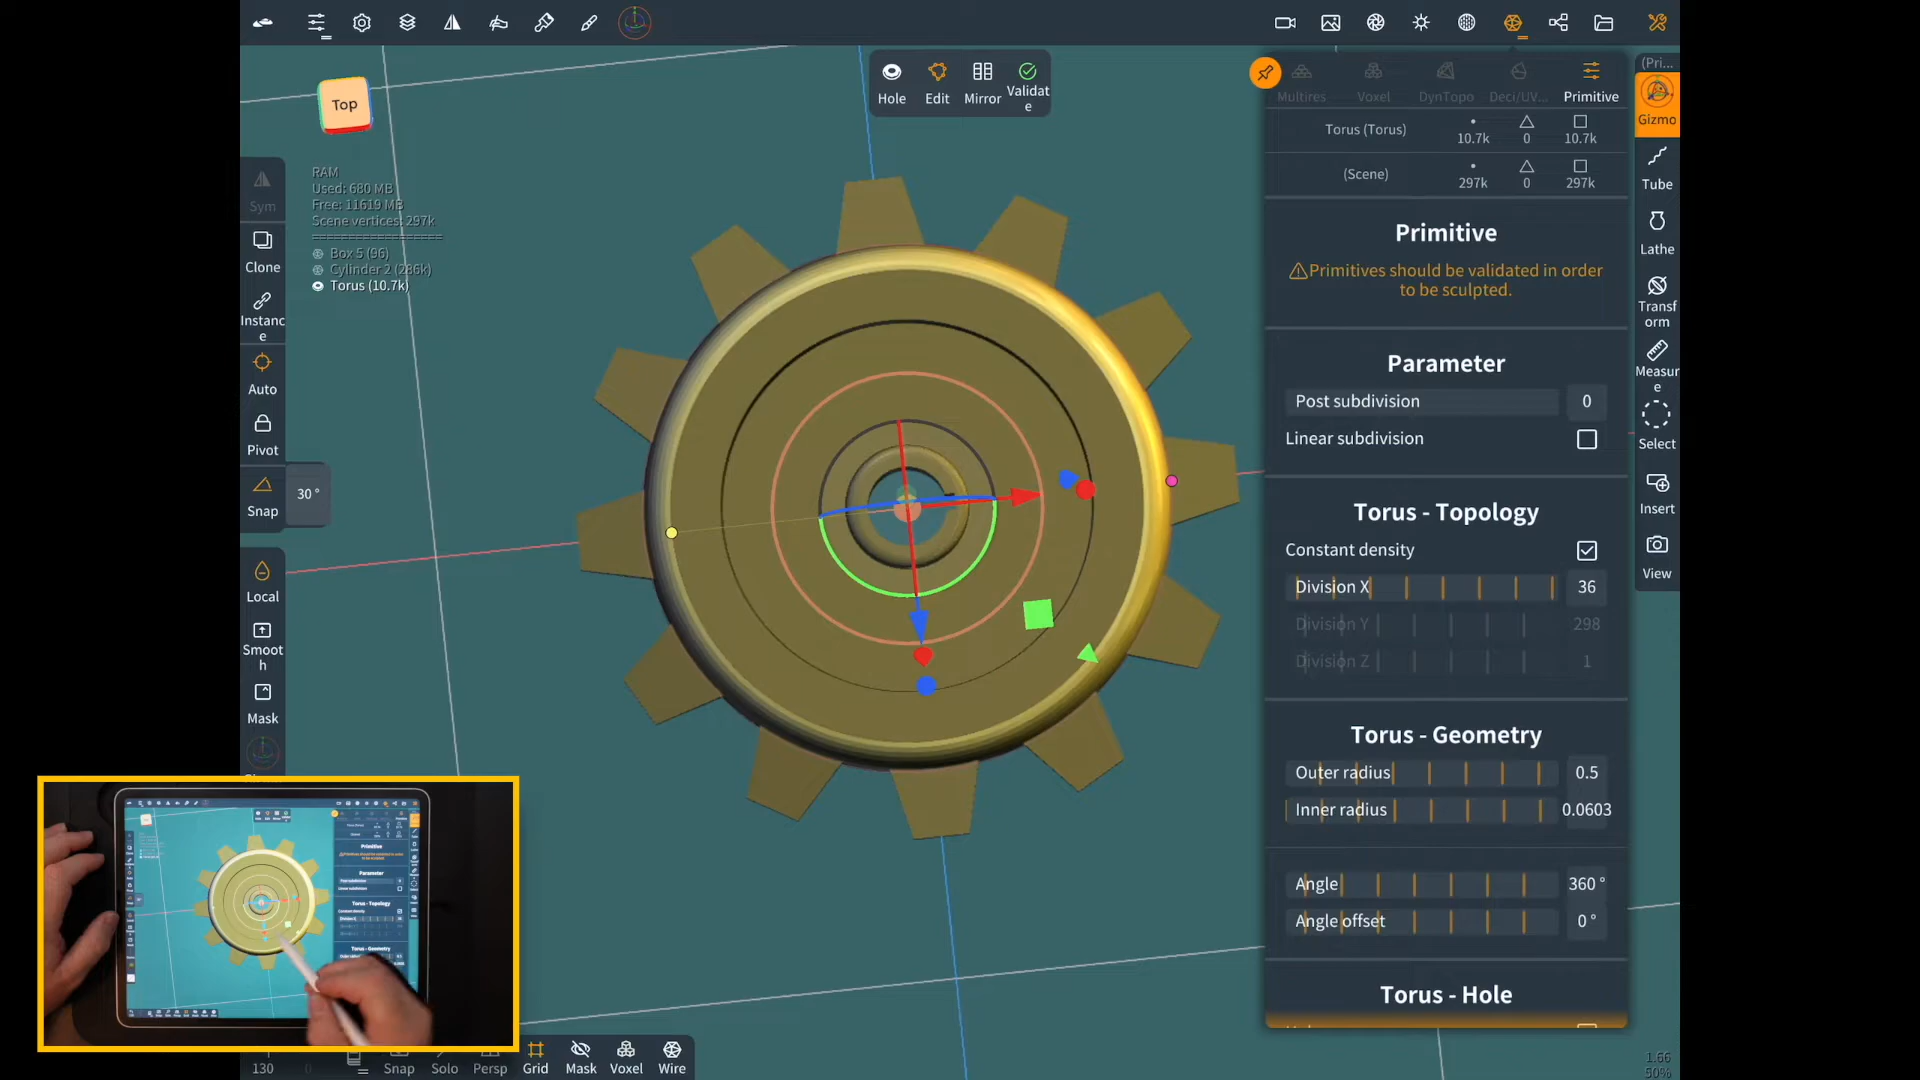 Top
RAM
Used: 680 MB
Free: 11619 MB
Scene vertices: 297k
==================
Box 5 (96)
Cylinder 2 (286k)
Torus (10.7k)
Sym
Clone
Instanc
e
Auto
Pivot
Snap
30 °
Local
Smoot
h
Mask
Hole
Edit
Mirror
Validat
e
Multires
Voxel
DynTopo
Deci/UV...
Primitive
Torus (Torus)
10.7k
0
10.7k
(Scene)
297k
0
297k
Primitive
Primitives should be validated in order
to be sculpted.
Parameter
Post subdivision
0
Linear subdivision
Torus - Topology
Constant density
Division X
36
Division Y
298
Division Z
1
Torus - Geometry
Outer radius
0.5
Inner radius
0.0603
Angle
360 °
Angle offset
0 °
Torus - Hole
(Pri...
Gizmo
Tube
Lathe
Transf
orm
Measur
e
Select
Insert
View
130
0
Snap
Solo
Persp
Grid
Mask
Voxel
Wire
1.66
50%